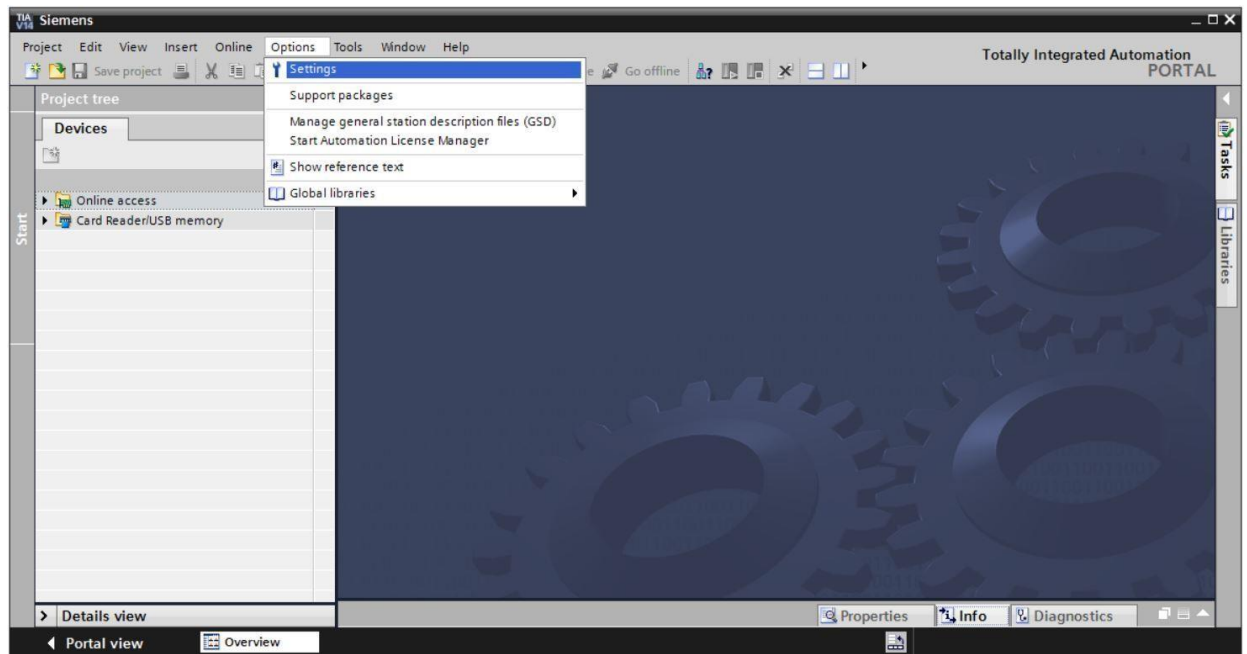 TIA V14 Siemens
Project Edit View Insert Online Options Tools Window Help
Totally Integrated Automation
PORTAL
Save project
Go offline
Settings
Support packages
Manage general station description files (GSD)
Start Automation License Manager
Show reference text
Global libraries
Project tree
Devices
Online access
Card Reader/USB memory
Start
Tasks
Libraries
Details view
Properties Info Diagnostics
Portal view Overview